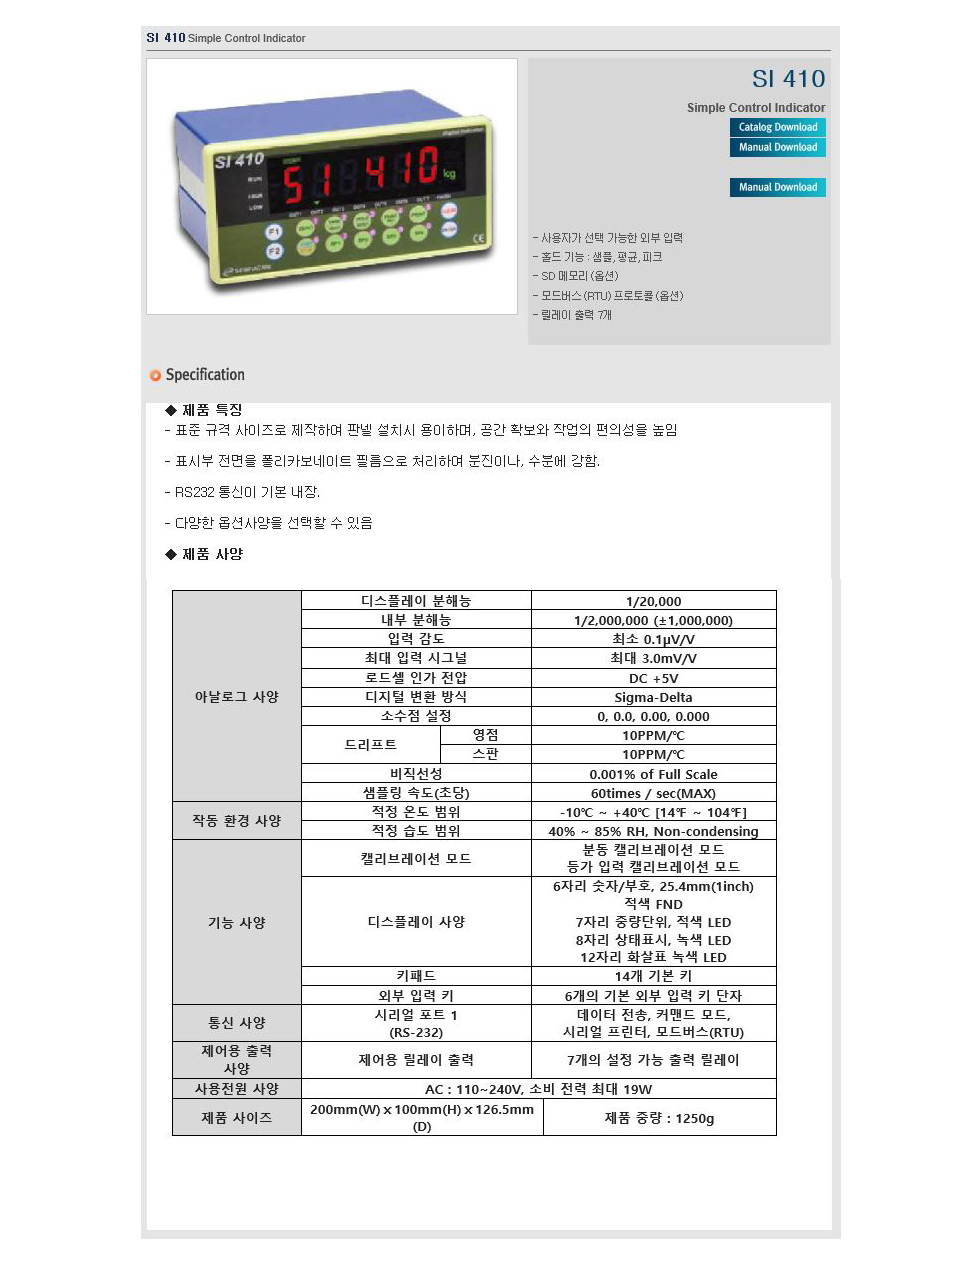 SI 410 Simple Control Indicator
SI 410
Simple Control Indicator
Catalog Download
Manual Download
Manual Download
Digital Indicator
SI 410
RUN
HIGH
LOW
SI 410
kg
OUT1 OUT2 OUT3 OUT4 OUT5 OUT6 OUT7
F1
F2
CE
- 사용자가 선택 가능한 외부 입력
- 홀드 기능 : 샘플,평균,피크
- SD 메모리 (옵션)
- 모드버스 (RTU) 프로토콜 (옵션)
- 릴레이 출력 7개
Specification
◆ 제품 특징
- 표준 규격 사이즈로 제작하여 판넬 설치시 용이하며, 공간 확보와 작업의 편의성을 높임
- 표시부 전면을 폴리카보네이트 필름으로 처리하여 분진이나, 수분에 강함.
- RS232 통신이 기본 내장.
- 다양한 옵션사양을 선택할 수 있음
◆ 제품 사양
아날로그 사양
디스플레이 분해능 1/20,000
내부 분해능 1/2,000,000 (±1,000,000)
입력 감도 최소 0.1μV/V
최대 입력 시그널 최대 3.0mV/V
로드셀 인가 전압 DC +5V
디지털 변환 방식 Sigma-Delta
소수점 설정 0, 0.0, 0.00, 0.000
드리프트 영점 10PPM/℃
스판 10PPM/℃
비직선성 0.001% of Full Scale
샘플링 속도(초당) 60times / sec(MAX)
작동 환경 사양
적정 온도 범위 -10℃ ~ +40℃ [14℉ ~ 104℉]
적정 습도 범위 40% ~ 85% RH, Non-condensing
기능 사양
캘리브레이션 모드 분동 캘리브레이션 모드
등가 입력 캘리브레이션 모드
디스플레이 사양
6자리 숫자/부호, 25.4mm(1inch)
적색 FND
7자리 중량단위, 적색 LED
8자리 상태표시, 녹색 LED
12자리 화살표 녹색 LED
키패드 14개 기본 키
외부 입력 키 6개의 기본 외부 입력 키 단자
통신 사양
시리얼 포트 1
(RS-232)
데이터 전송, 커맨드 모드,
시리얼 프린터, 모드버스(RTU)
제어용 출력
사양
제어용 릴레이 출력 7개의 설정 가능 출력 릴레이
사용전원 사양 AC : 110~240V, 소비 전력 최대 19W
제품 사이즈
200mm(W) x 100mm(H) x 126.5mm
(D)
제품 중량 : 1250g